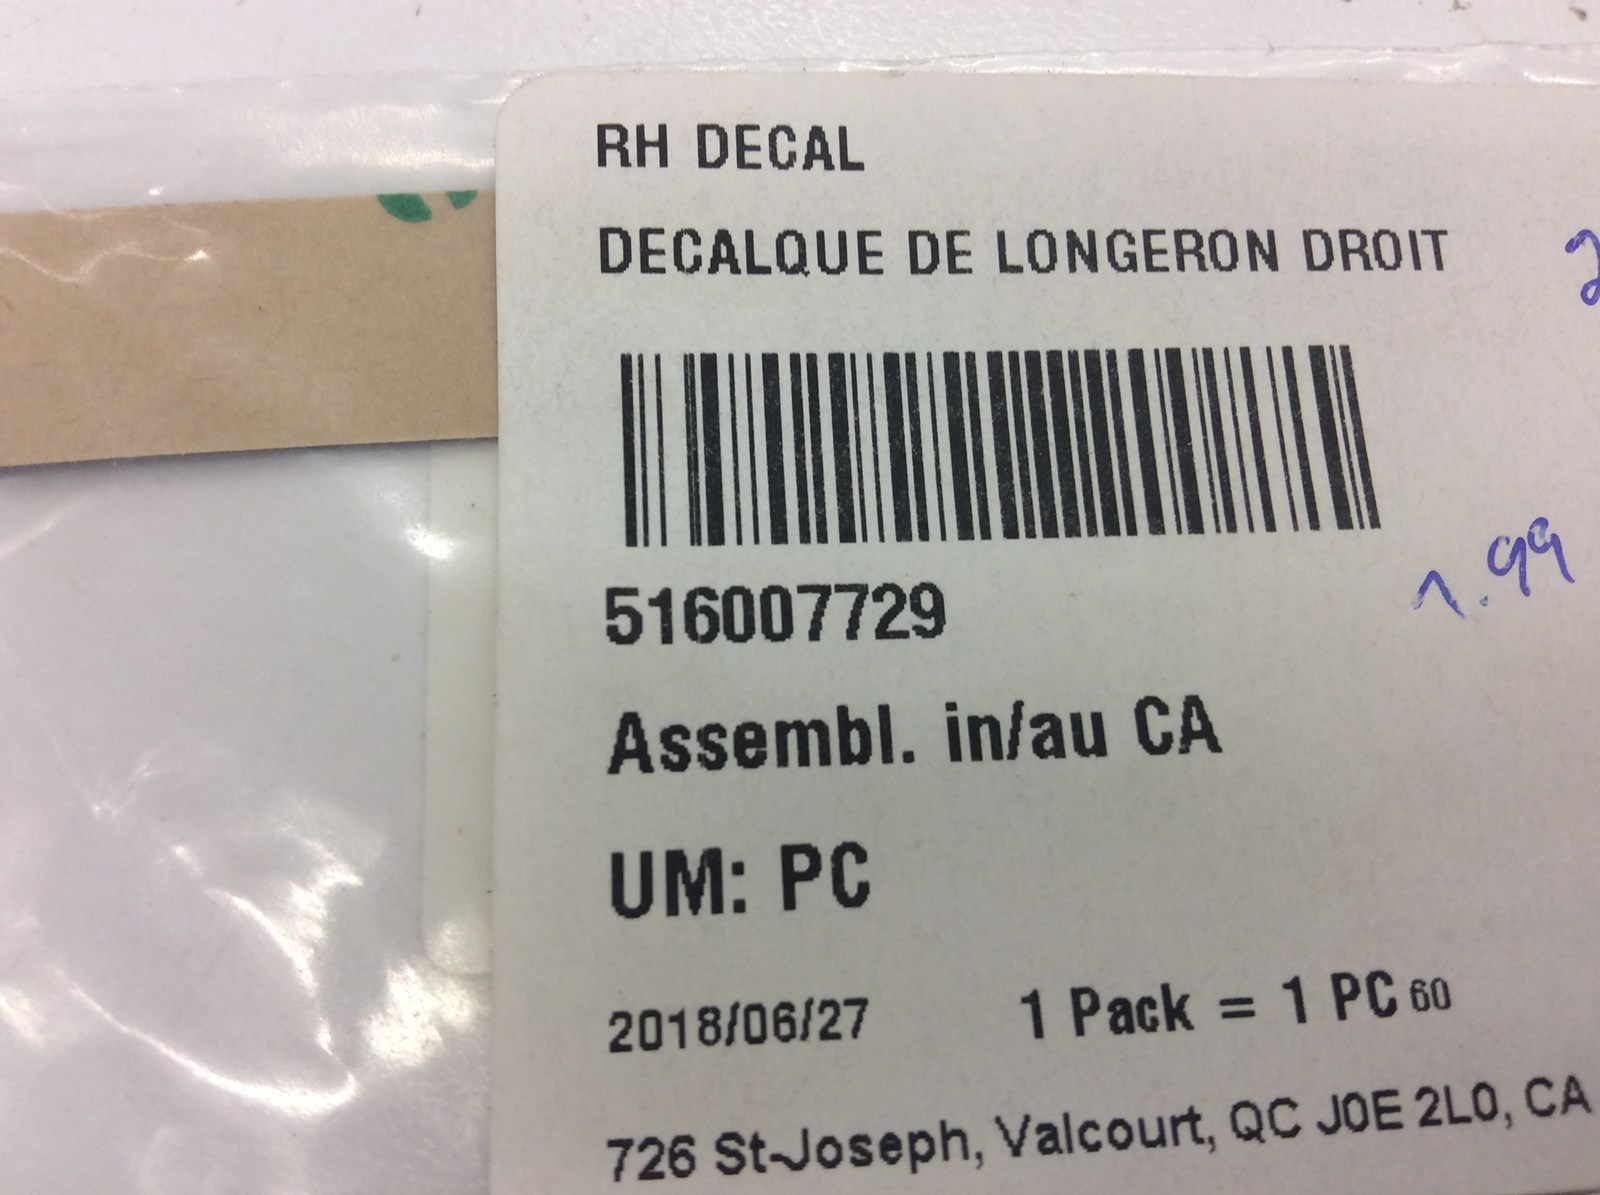 RH DECAL
DECALQUE DE LONGERON DROIT
516007729
1.99
Assembl. in/au CA
UM: PC
2018/06/27 1 Pack = 1 PC 60
726 St-Joseph, Valcourt, QC J0E 2L0, CA